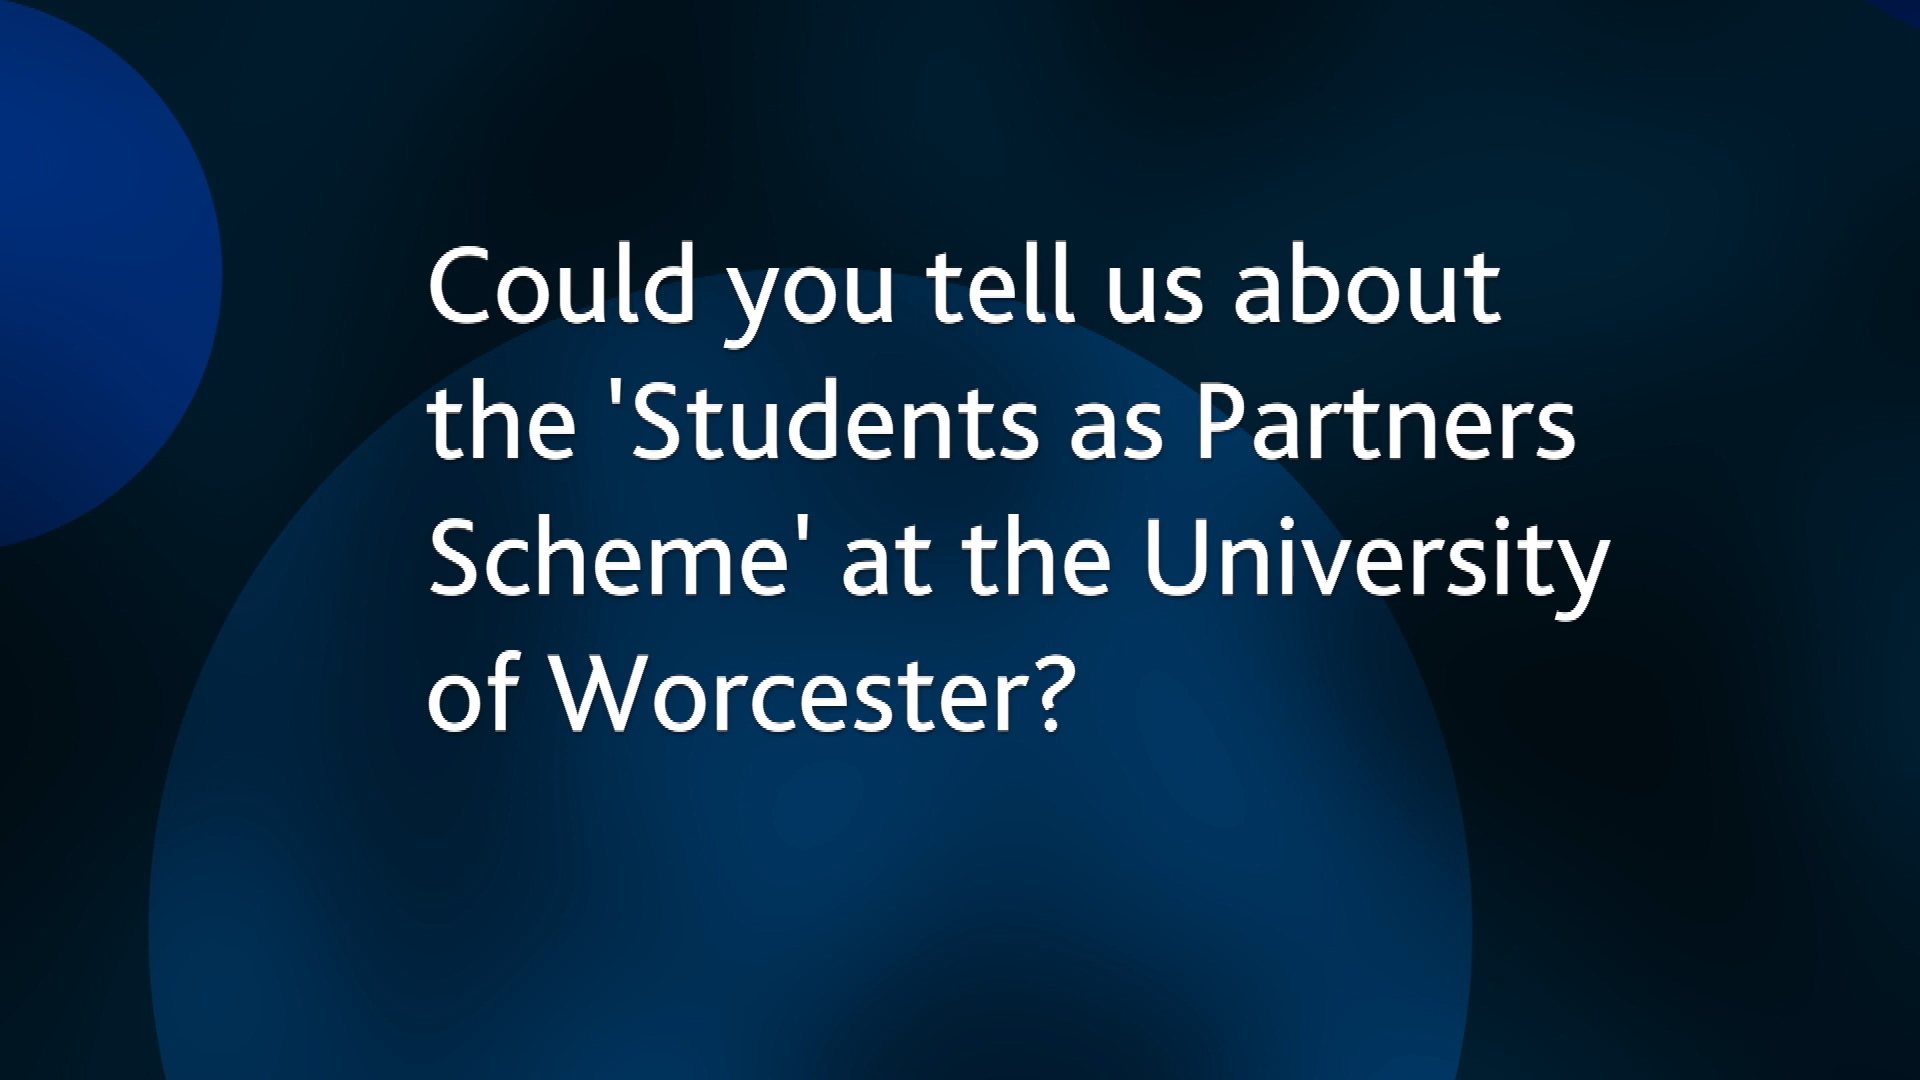 Could you tell us about
the 'Students as Partners
Scheme' at the University
of Worcester?